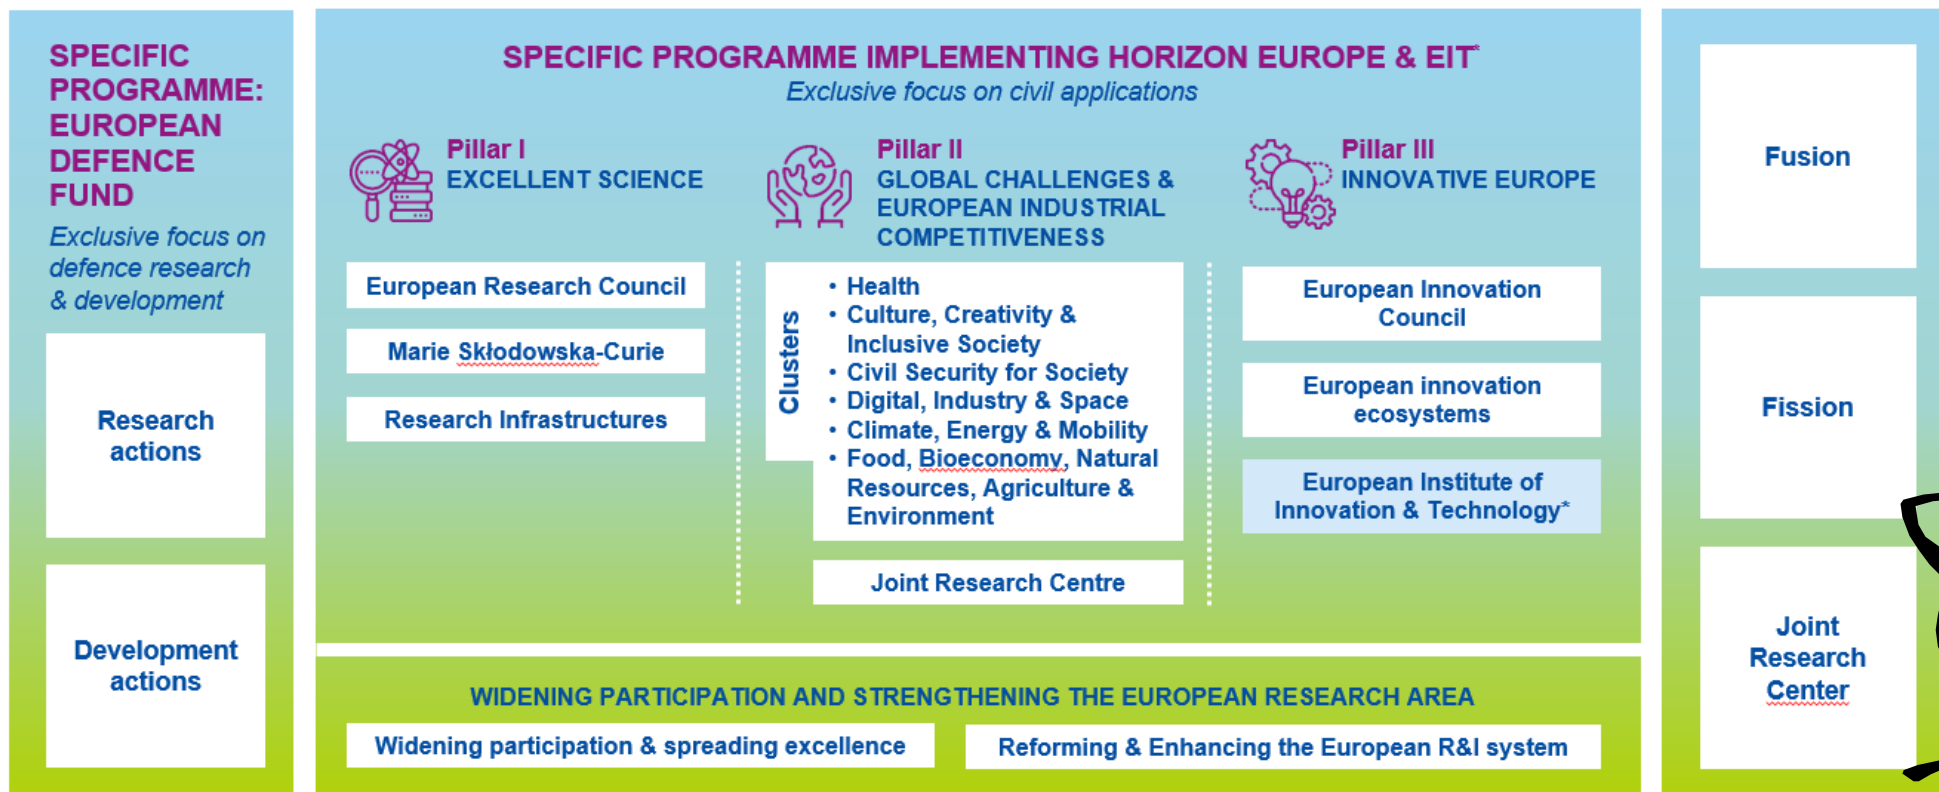 SPECIFIC
PROGRAMME:
EUROPEAN
DEFENCE
FUND
Exclusive focus on
defence research
& development
Research
actions
Development
actions
SPECIFIC PROGRAMME IMPLEMENTING HORIZON EUROPE & EIT*
Exclusive focus on civil applications
Pillar I
EXCELLENT SCIENCE
European Research Council
Marie Skłodowska-Curie
Research Infrastructures
Pillar II
GLOBAL CHALLENGES &
EUROPEAN INDUSTRIAL
COMPETITIVENESS
Clusters
• Health
• Culture, Creativity &
Inclusive Society
• Civil Security for Society
• Digital, Industry & Space
• Climate, Energy & Mobility
• Food, Bioeconomy, Natural
Resources, Agriculture &
Environment
Joint Research Centre
Pillar III
INNOVATIVE EUROPE
European Innovation
Council
European innovation
ecosystems
European Institute of
Innovation & Technology*
WIDENING PARTICIPATION AND STRENGTHENING THE EUROPEAN RESEARCH AREA
Widening participation & spreading excellence
Reforming & Enhancing the European R&I system
Fusion
Fission
Joint
Research
Center